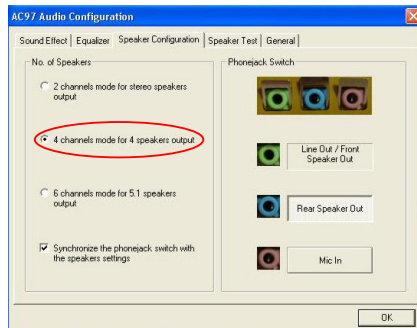 AC97 Audio Configuration
Sound Effect
Equalizer
Speaker Configuration
Speaker Test
General
No. of Speakers
2 channels mode for stereo speakers
output
4 channels mode for 4 speakers output
6 channels mode for 5.1 speakers
output
Synchronize the phonejack switch with
the speakers settings
Phonejack Switch
Line Out / Front
Speaker Out
Rear Speaker Out
Mic In
OK